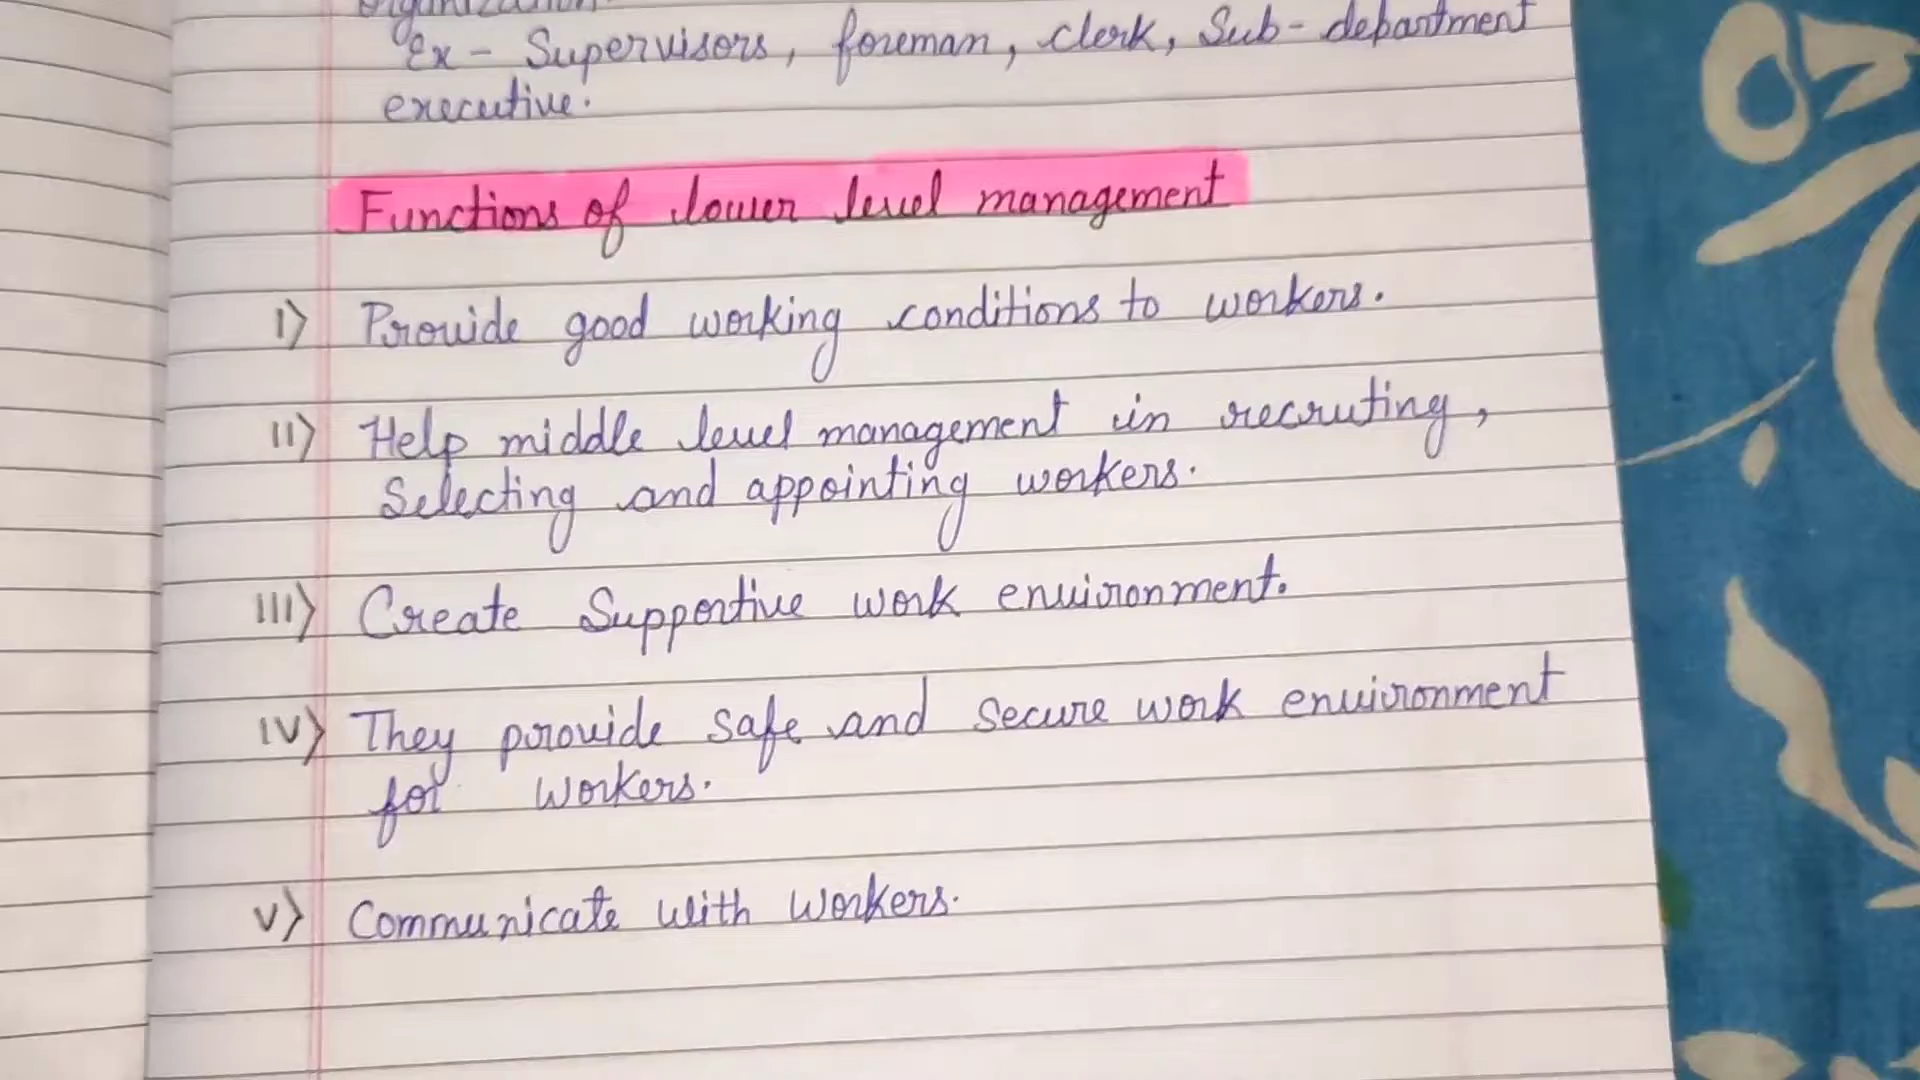 organization.
Ex - Supervisors, foreman, clerk, Sub-department
executive.
Functions of lower level management
I) Provide good working conditions to workers.
II) Help middle level management in recruting,
Selecting and appointing workers.
III) Create Supportive work environment.
IV) They provide safe and secure work environment
for workers.
V) Communicate with workers.